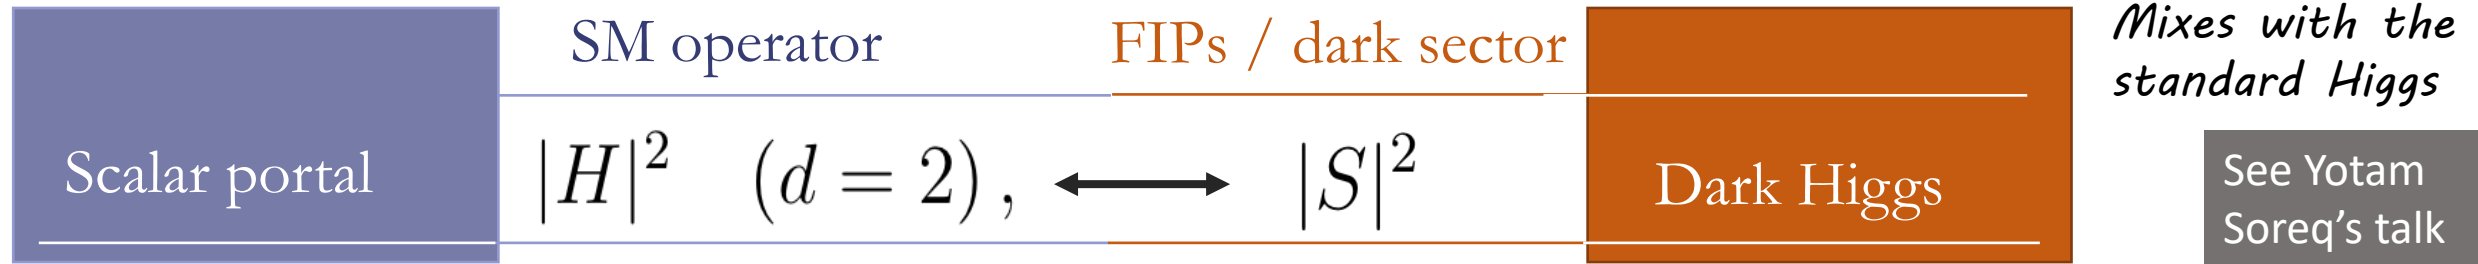 SM operator FIPs / dark sector
Mixes with the
standard Higgs
Scalar portal |H|² (d = 2) , ⟷ |S|² Dark Higgs
See Yotam
Soreq’s talk